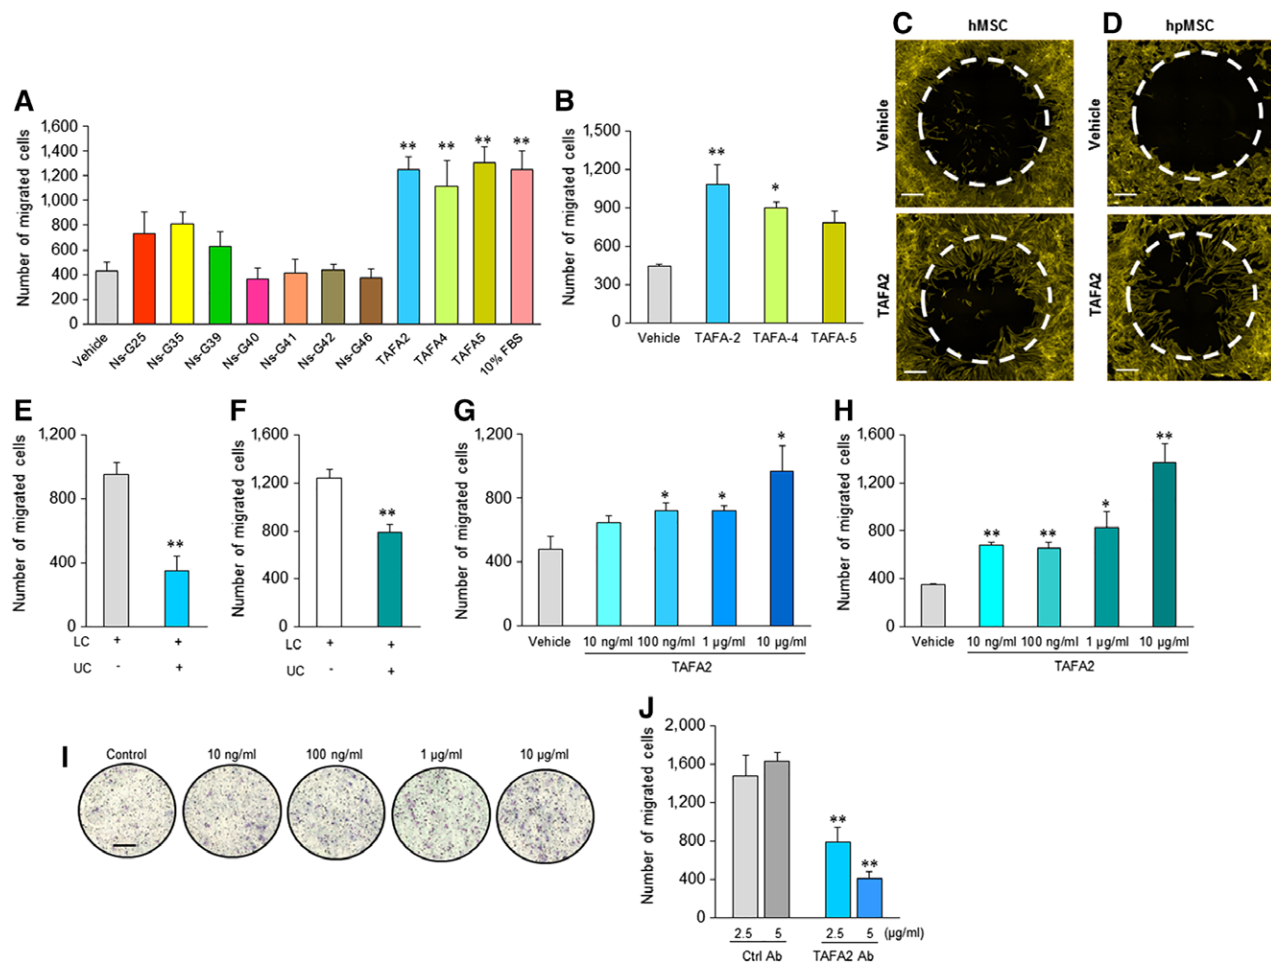 A
Number of migrated cells
1,600
1,400
1,200
1,000
800
600
400
200
0
** ** ** **
Vehicle Ns-G25 Ns-G35 Ns-G39 Ns-G40 Ns-G41 Ns-G42 Ns-G46 TAFA2 TAFA4 TAFA5 10% FBS
B
Number of migrated cells
1,500
1,200
900
600
300
0
** *
Vehicle TAFA-2 TAFA-4 TAFA-5
C hMSC
Vehicle
TAFA2
D hpMSC
Vehicle
TAFA2
E
Number of migrated cells
1,200
800
400
0
**
LC + +
UC - +
F
Number of migrated cells
1,600
1,200
800
400
0
**
LC + +
UC - +
G
Number of migrated cells
1,200
800
400
0
* * *
Vehicle 10 ng/ml 100 ng/ml 1 µg/ml 10 µg/ml
TAFA2
H
Number of migrated cells
1,600
1,200
800
400
0
** ** * **
Vehicle 10 ng/ml 100 ng/ml 1 µg/ml 10 µg/ml
TAFA2
I
Control 10 ng/ml 100 ng/ml 1 µg/ml 10 µg/ml
J
Number of migrated cells
2,000
1,600
1,200
800
400
0
** **
2.5 5 2.5 5 (µg/ml)
Ctrl Ab TAFA2 Ab